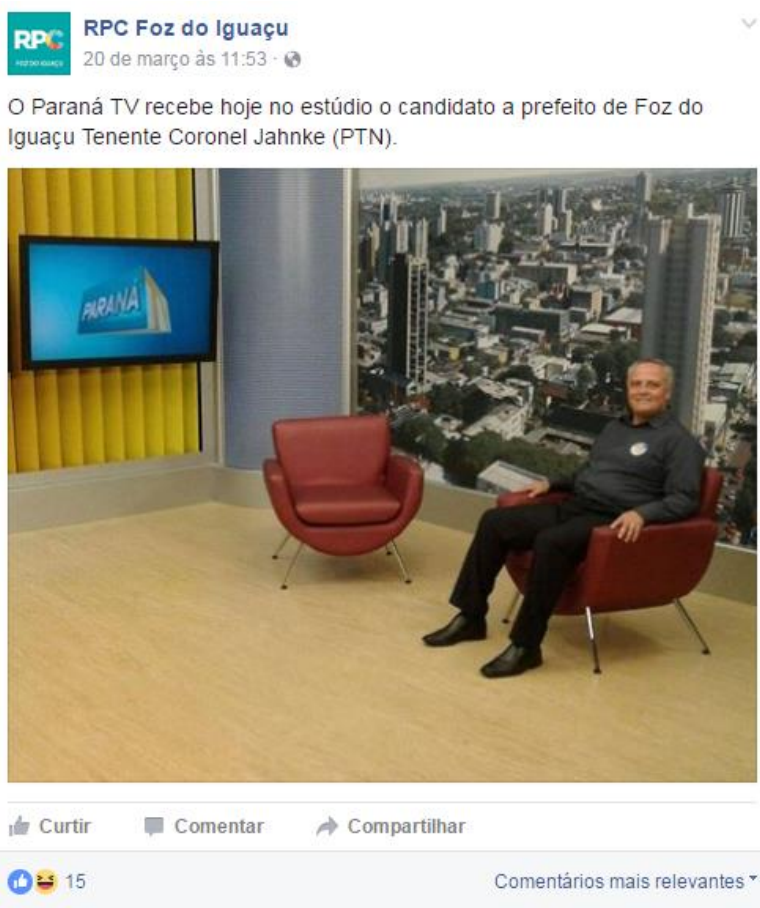 RPC
FOZ DO IGUAÇU
RPC Foz do Iguaçu
20 de março às 11:53
O Paraná TV recebe hoje no estúdio o candidato a prefeito de Foz do
Iguaçu Tenente Coronel Jahnke (PTN).
PARANÁ
Curtir
Comentar
Compartilhar
15
Comentários mais relevantes